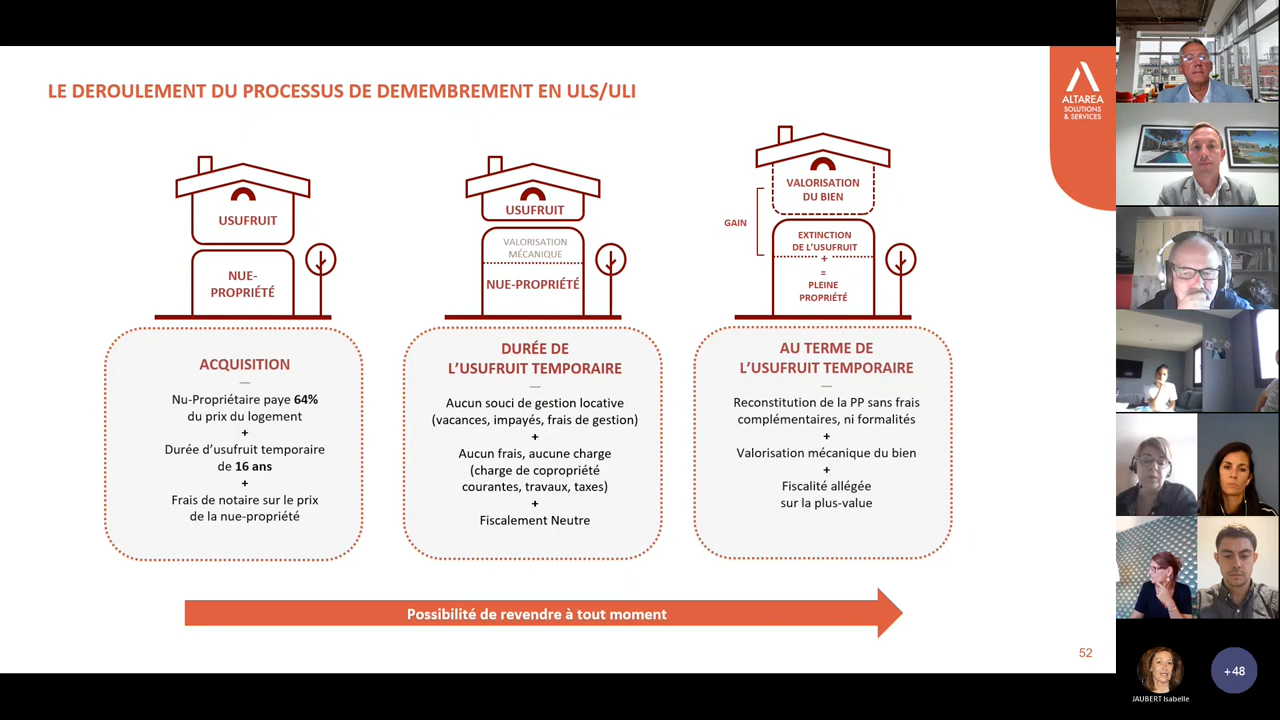 LE DEROULEMENT DU PROCESSUS DE DEMEMBREMENT EN ULS/ULI
ALTAREA
SOLUTIONS
& SERVICES
USUFRUIT
NUE-
PROPRIÉTÉ
USUFRUIT
VALORISATION
MÉCANIQUE
NUE-PROPRIÉTÉ
VALORISATION
DU BIEN
GAIN
EXTINCTION
DE L'USUFRUIT
+
=
PLEINE
PROPRIÉTÉ
ACQUISITION
Nu-Propriétaire paye 64%
du prix du logement
+
Durée d'usufruit temporaire
de 16 ans
+
Frais de notaire sur le prix
de la nue-propriété
DURÉE DE
L'USUFRUIT TEMPORAIRE
Aucun souci de gestion locative
(vacances, impayés, frais de gestion)
+
Aucun frais, aucune charge
(charge de copropriété
courantes, travaux, taxes)
+
Fiscalement Neutre
AU TERME DE
L'USUFRUIT TEMPORAIRE
Reconstitution de la PP sans frais
complémentaires, ni formalités
+
Valorisation mécanique du bien
+
Fiscalité allégée
sur la plus-value
Possibilité de revendre à tout moment
52
JAUBERT Isabelle
+48